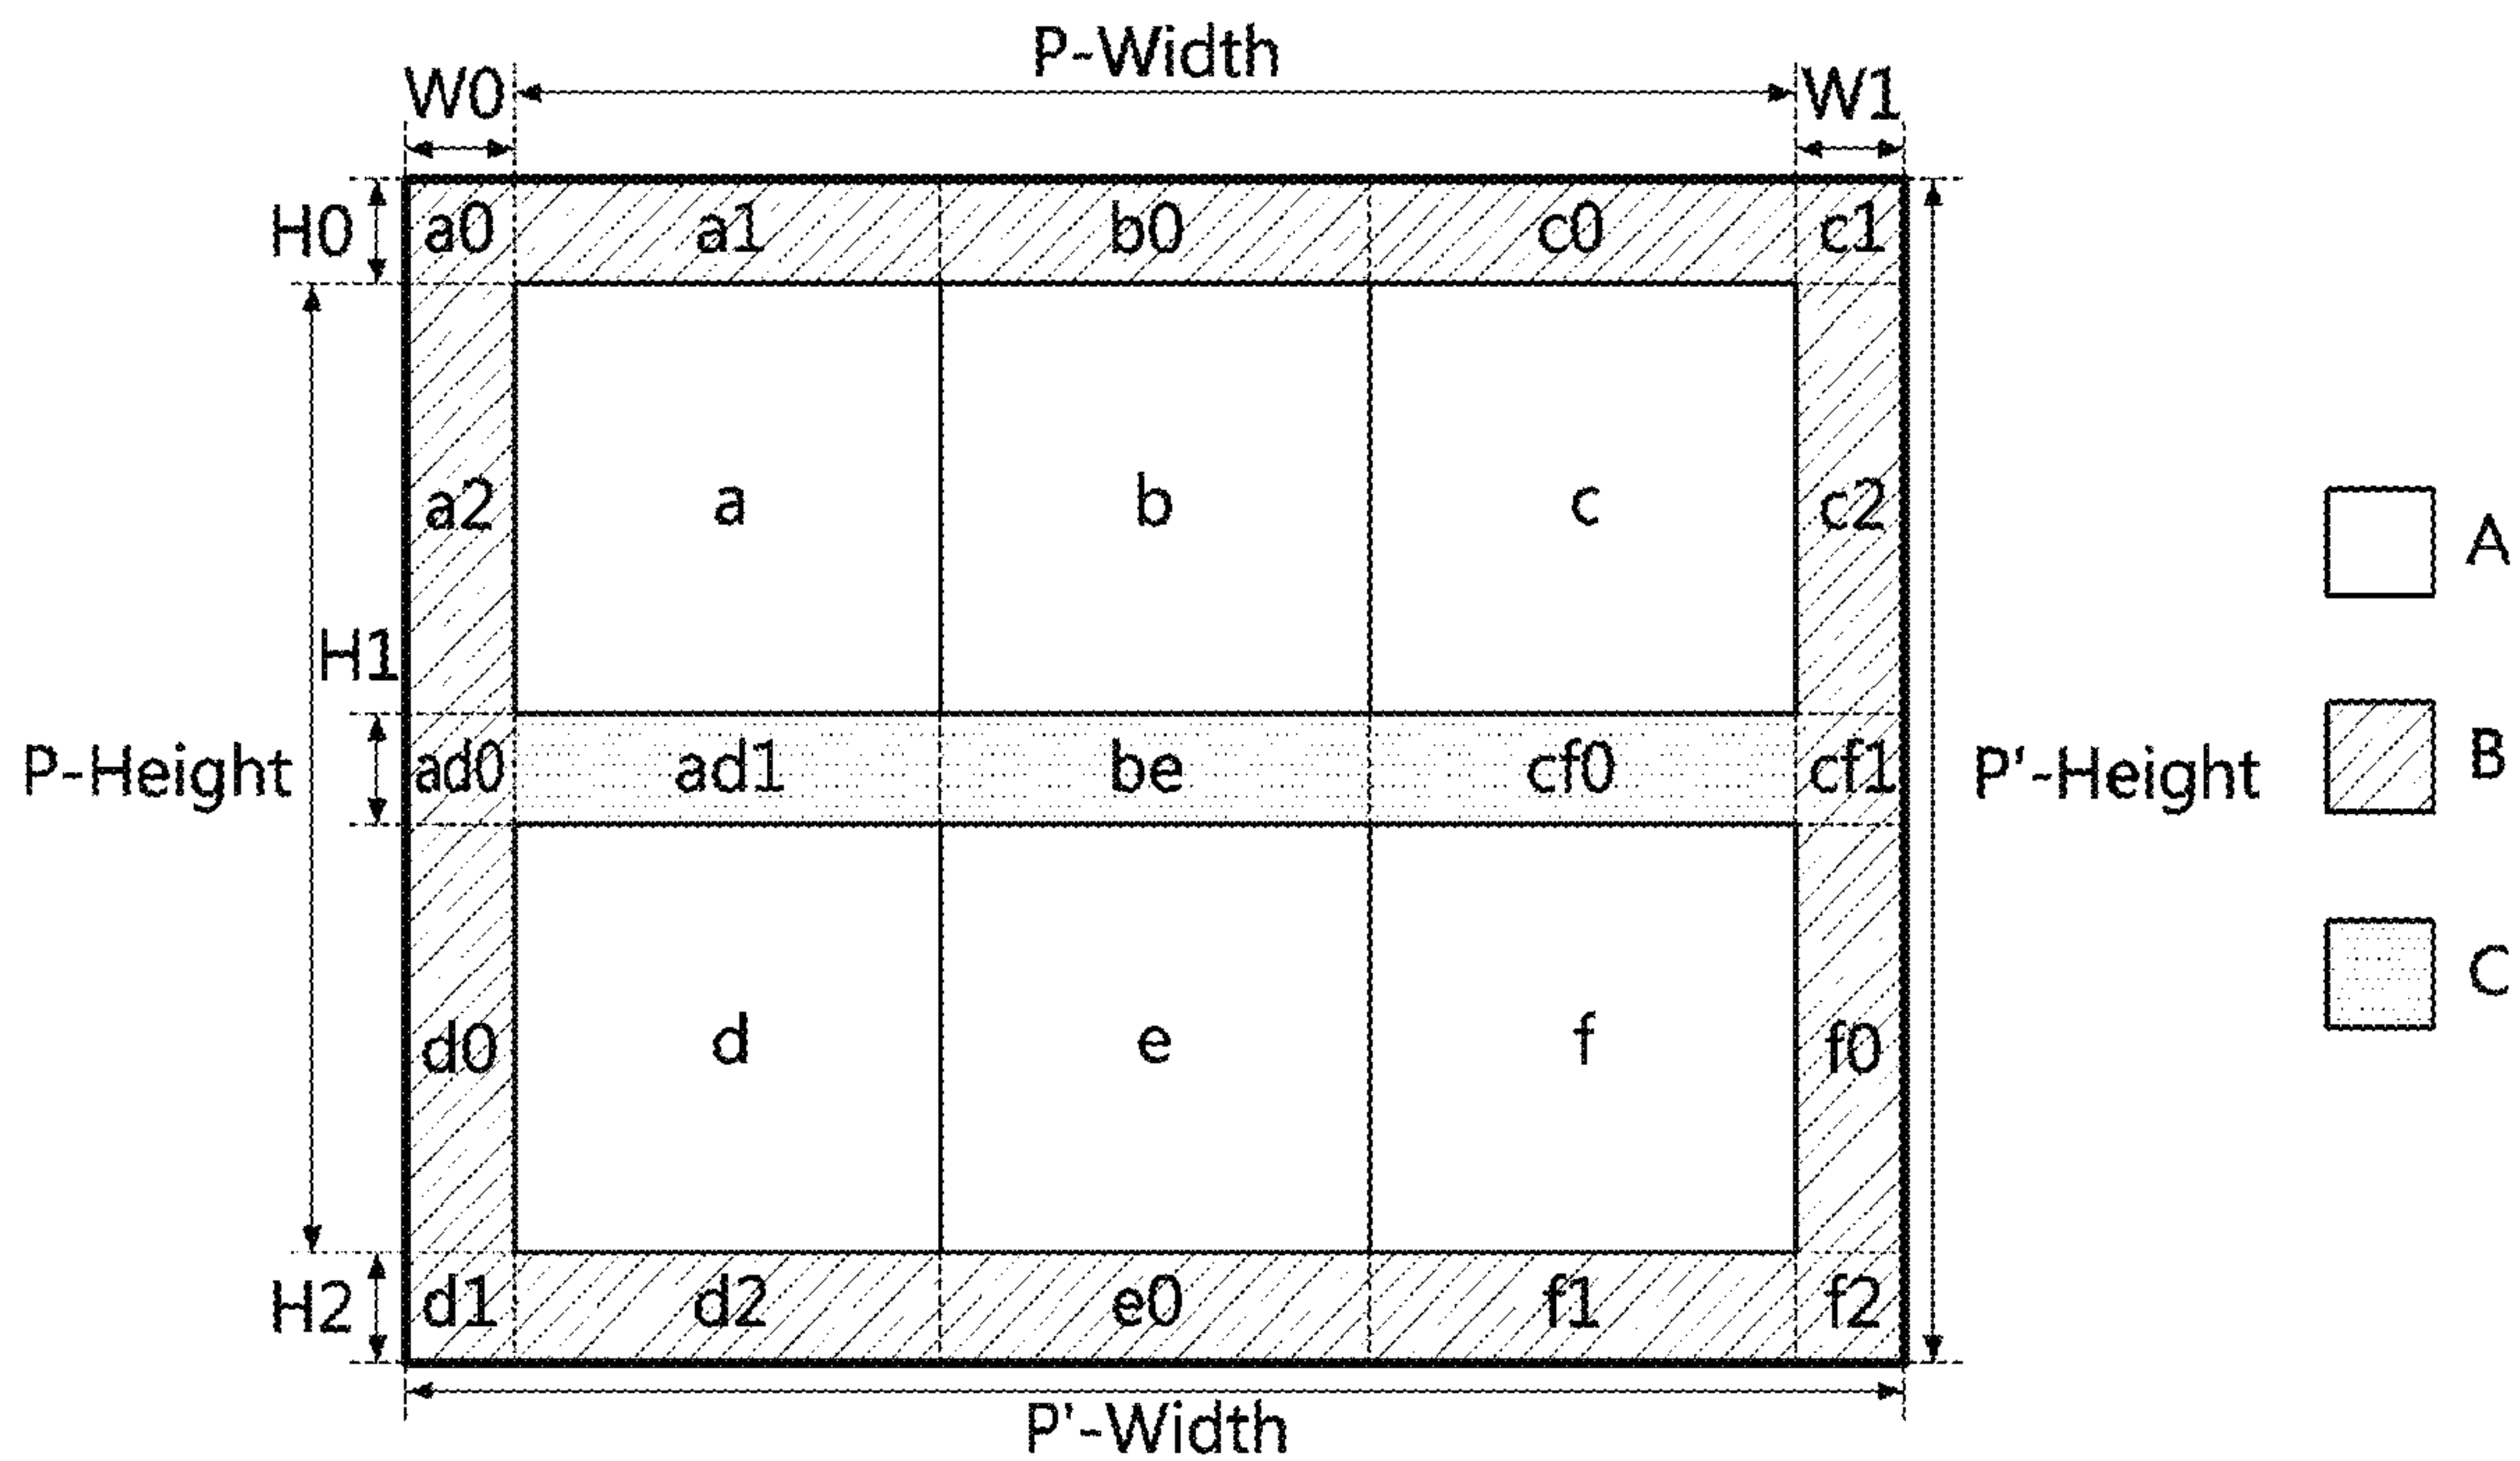 P-Width
W0 W1
H0 a0 a1 b0 c0 c1
a2 a b c c2 A
H1
P-Height ad0 ad1 be cf0 cf1 P'-Height B
C
d0 d e f f0
H2 d1 d2 e0 f1 f2
P'-Width